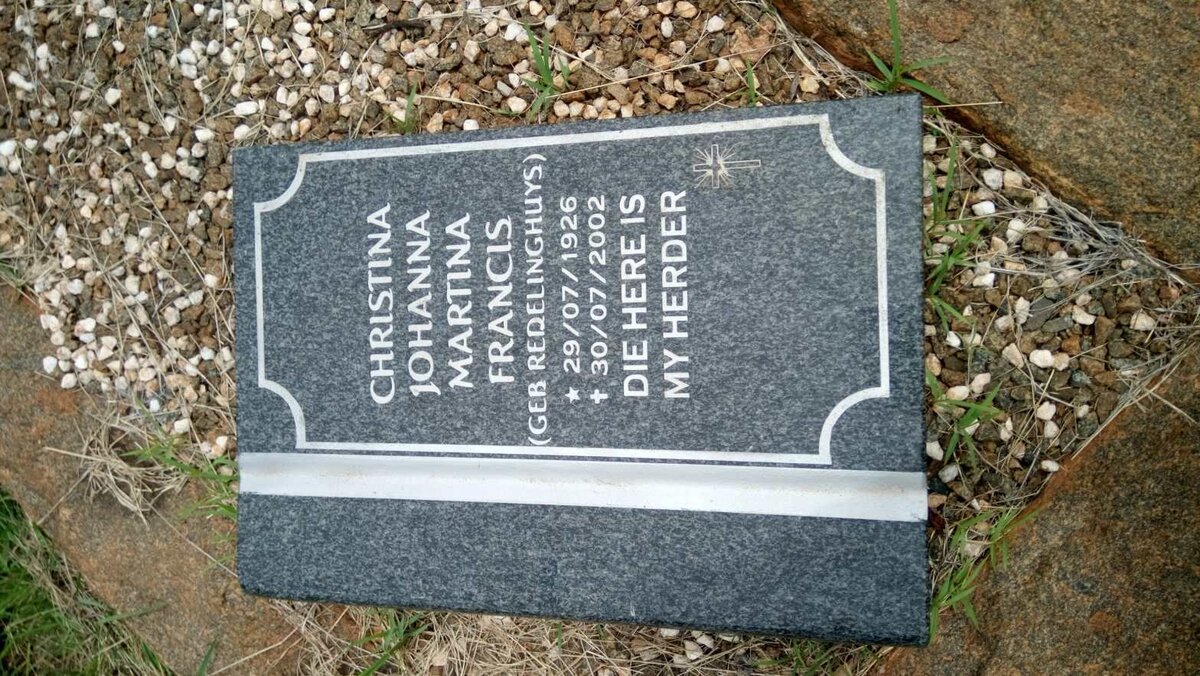 CHRISTINA
JOHANNA
MARTINA
FRANCIS
(GEB REDELINGHUYS)
★ 29/07/1926
✝ 30/07/2002
DIE HERE IS
MY HERDER